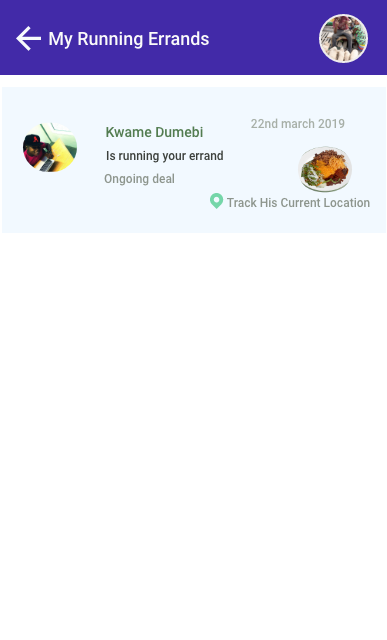 My Running Errands
22nd march 2019
Kwame Dumebi
Is running your errand
Ongoing deal
Track His Current Location